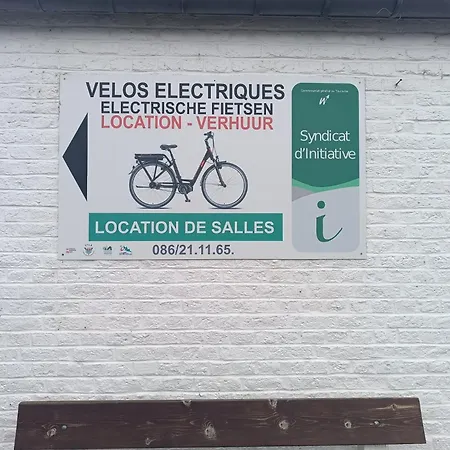 VELOS ELECTRIQUES
ELECTRISCHE FIETSEN
LOCATION - VERHUUR
Syndicat
d'Initiative
i
LOCATION DE SALLES
086/21.11.65.